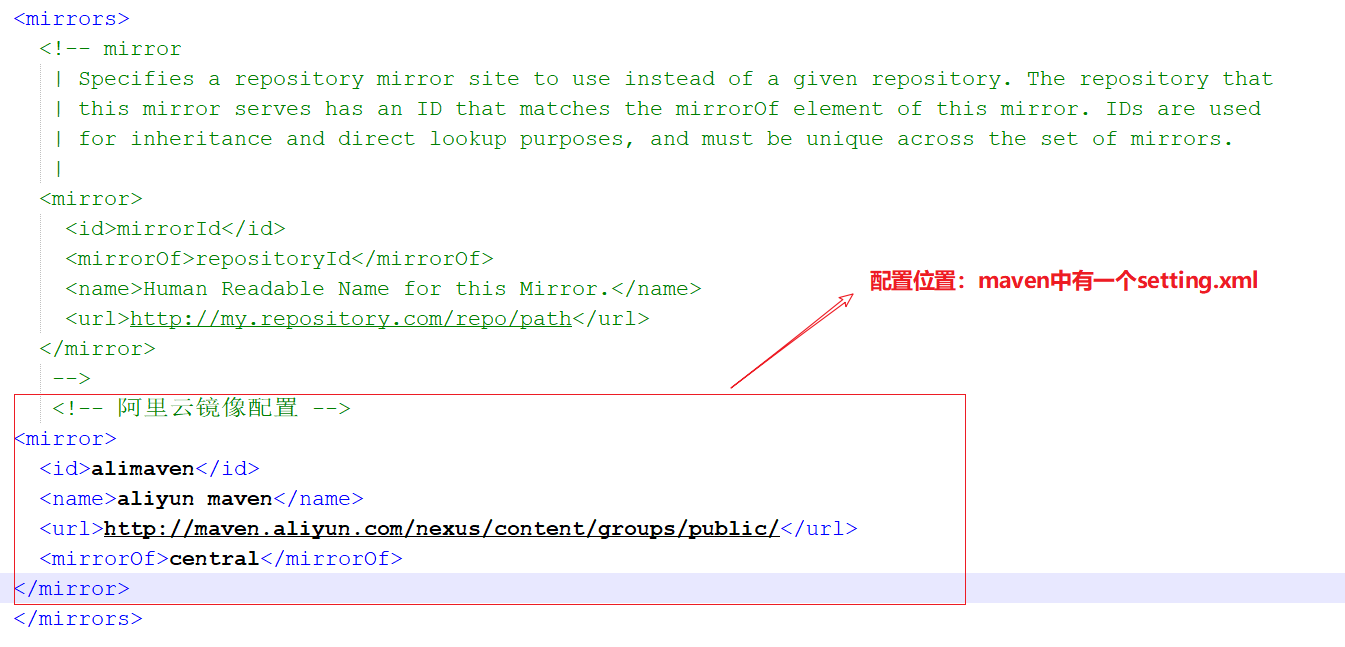 <mirrors>
<!-- mirror
| Specifies a repository mirror site to use instead of a given repository. The repository that
| this mirror serves has an ID that matches the mirrorOf element of this mirror. IDs are used
| for inheritance and direct lookup purposes, and must be unique across the set of mirrors.
|
<mirror>
<id>mirrorId</id>
<mirrorOf>repositoryId</mirrorOf>
<name>Human Readable Name for this Mirror.</name>
<url>http://my.repository.com/repo/path</url>
</mirror>
-->
<!-- 阿里云镜像配置 -->
<mirror>
<id>alimaven</id>
<name>aliyun maven</name>
<url>http://maven.aliyun.com/nexus/content/groups/public/</url>
<mirrorOf>central</mirrorOf>
</mirror>
</mirrors>
配置位置：maven中有一个setting.xml